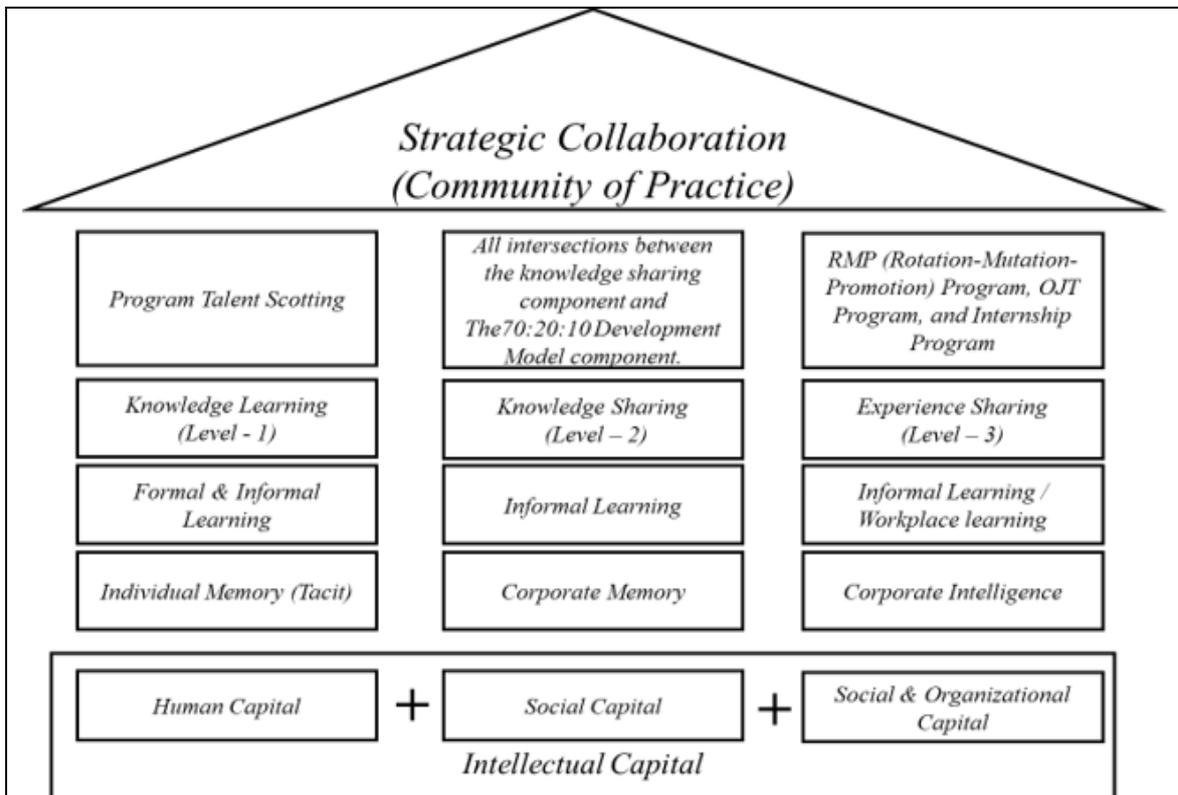 Strategic Collaboration
(Community of Practice)
Program Talent Scotting
All intersections between
the knowledge sharing
component and
The70:20:10 Development
Model component.
RMP (Rotation-Mutation-
Promotion) Program, OJT
Program, and Internship
Program
Knowledge Learning
(Level - 1)
Knowledge Sharing
(Level – 2)
Experience Sharing
(Level – 3)
Formal & Informal
Learning
Informal Learning
Informal Learning /
Workplace learning
Individual Memory (Tacit)
Corporate Memory
Corporate Intelligence
Human Capital
+
Social Capital
+
Social & Organizational
Capital
Intellectual Capital